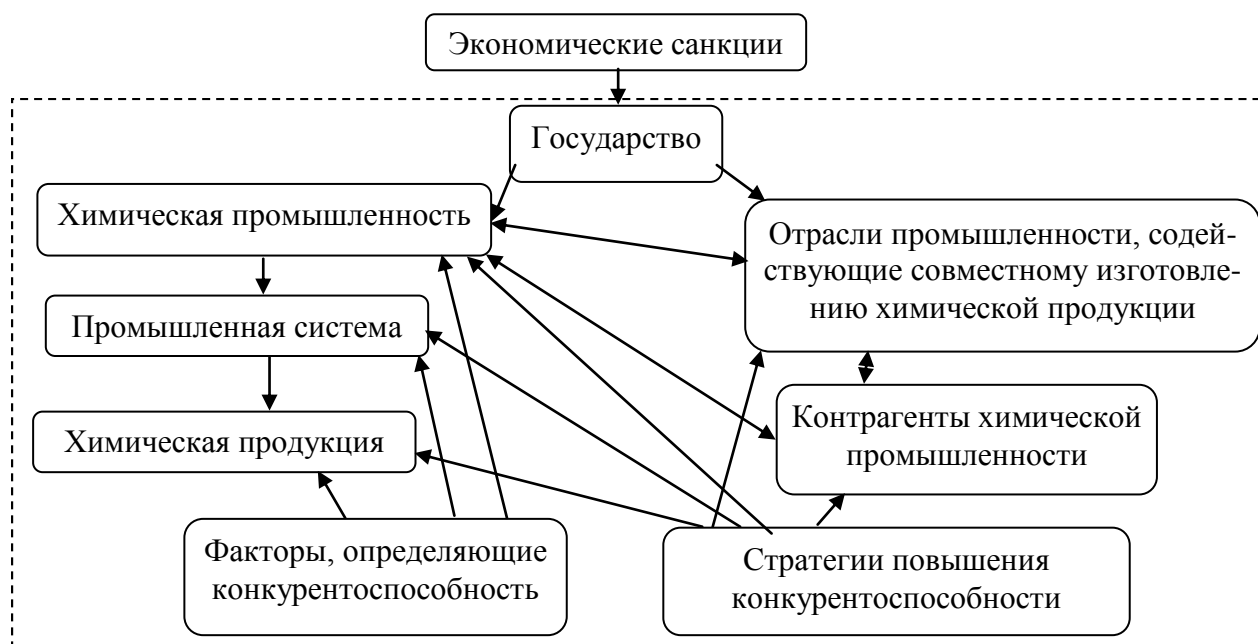 Экономические санкции
Государство
Химическая промышленность
Отрасли промышленности, содей-
ствующие совместному изготовле-
нию химической продукции
Промышленная система
Химическая продукция
Контрагенты химической
промышленности
Факторы, определяющие
конкурентоспособность
Стратегии повышения
конкурентоспособности